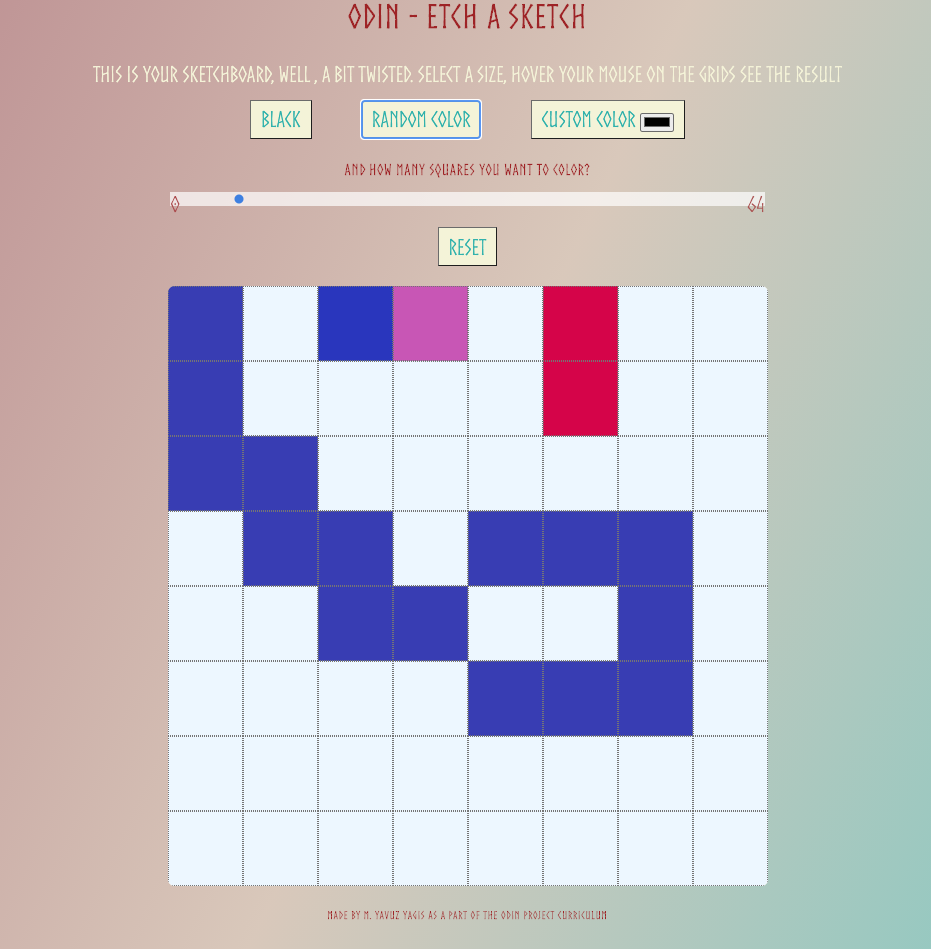 ODIN - ETCH A SKETCH
THIS IS YOUR SKETCHBOARD, WELL , A BIT TWISTED. SELECT A SIZE, HOVER YOUR MOUSE ON THE GRIDS SEE THE RESULT
BLACK RANDOM COLOR CUSTOM COLOR
AND HOW MANY SQUARES YOU WANT TO COLOR?
0 64
RESET
MADE BY M. YAVUZ YAGIS AS A PART OF THE ODIN PROJECT CURRICULUM